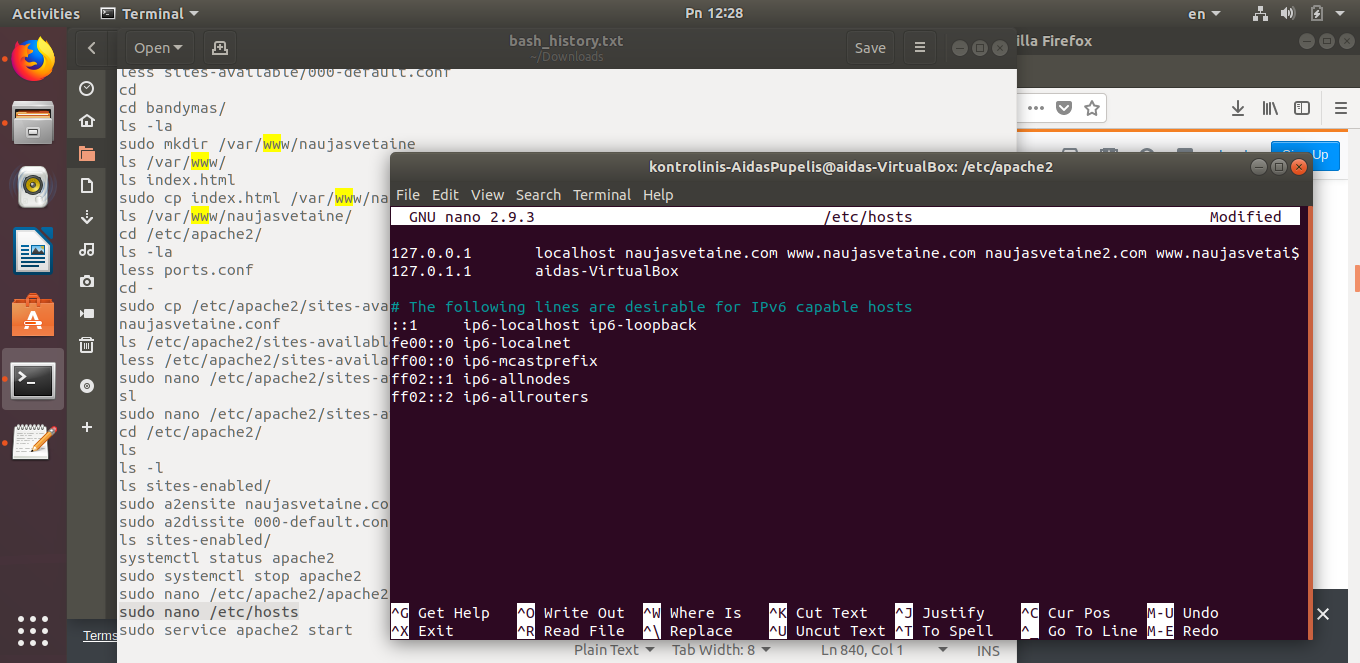 Activities Terminal Pn 12:28 en
Open bash_history.txt ~/Downloads Save
illa Firefox
less sites-available/000-default.conf
cd
cd bandymas/
ls -la
sudo mkdir /var/www/naujasvetaine
ls /var/www/
ls index.html
sudo cp index.html /var/www/na
ls /var/www/naujasvetaine/
cd /etc/apache2/
ls -la
less ports.conf
cd -
sudo cp /etc/apache2/sites-ava
naujasvetaine.conf
ls /etc/apache2/sites-availabl
less /etc/apache2/sites-availa
sudo nano /etc/apache2/sites-a
sl
sudo nano /etc/apache2/sites-a
cd /etc/apache2/
ls
ls -l
ls sites-enabled/
sudo a2ensite naujasvetaine.co
sudo a2dissite 000-default.con
ls sites-enabled/
systemctl status apache2
sudo systemctl stop apache2
sudo nano /etc/apache2/apache2
sudo nano /etc/hosts
sudo service apache2 start
Plain Text Tab Width: 8 Ln 840, Col 1 INS
Terms
Up
kontrolinis-AidasPupelis@aidas-VirtualBox: /etc/apache2
File Edit View Search Terminal Help
GNU nano 2.9.3 /etc/hosts Modified
127.0.0.1 localhost naujasvetaine.com www.naujasvetaine.com naujasvetaine2.com www.naujasvetai$
127.0.1.1 aidas-VirtualBox
# The following lines are desirable for IPv6 capable hosts
::1 ip6-localhost ip6-loopback
fe00::0 ip6-localnet
ff00::0 ip6-mcastprefix
ff02::1 ip6-allnodes
ff02::2 ip6-allrouters
^G Get Help ^O Write Out ^W Where Is ^K Cut Text ^J Justify ^C Cur Pos M-U Undo
^X Exit ^R Read File ^\ Replace ^U Uncut Text ^T To Spell ^_ Go To Line M-E Redo